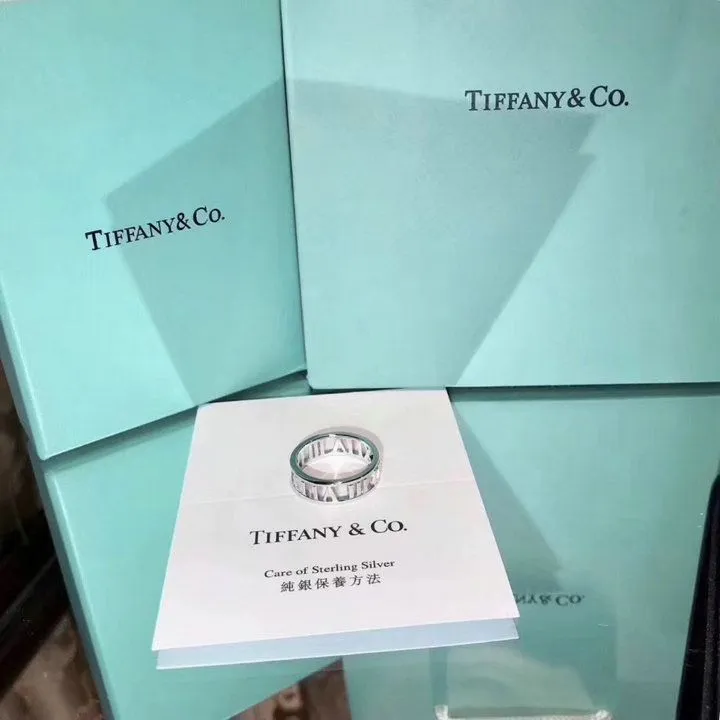 TIFFANY & CO.
TIFFANY & CO.
TIFFANY & CO.
Care of Sterling Silver
純銀保養方法